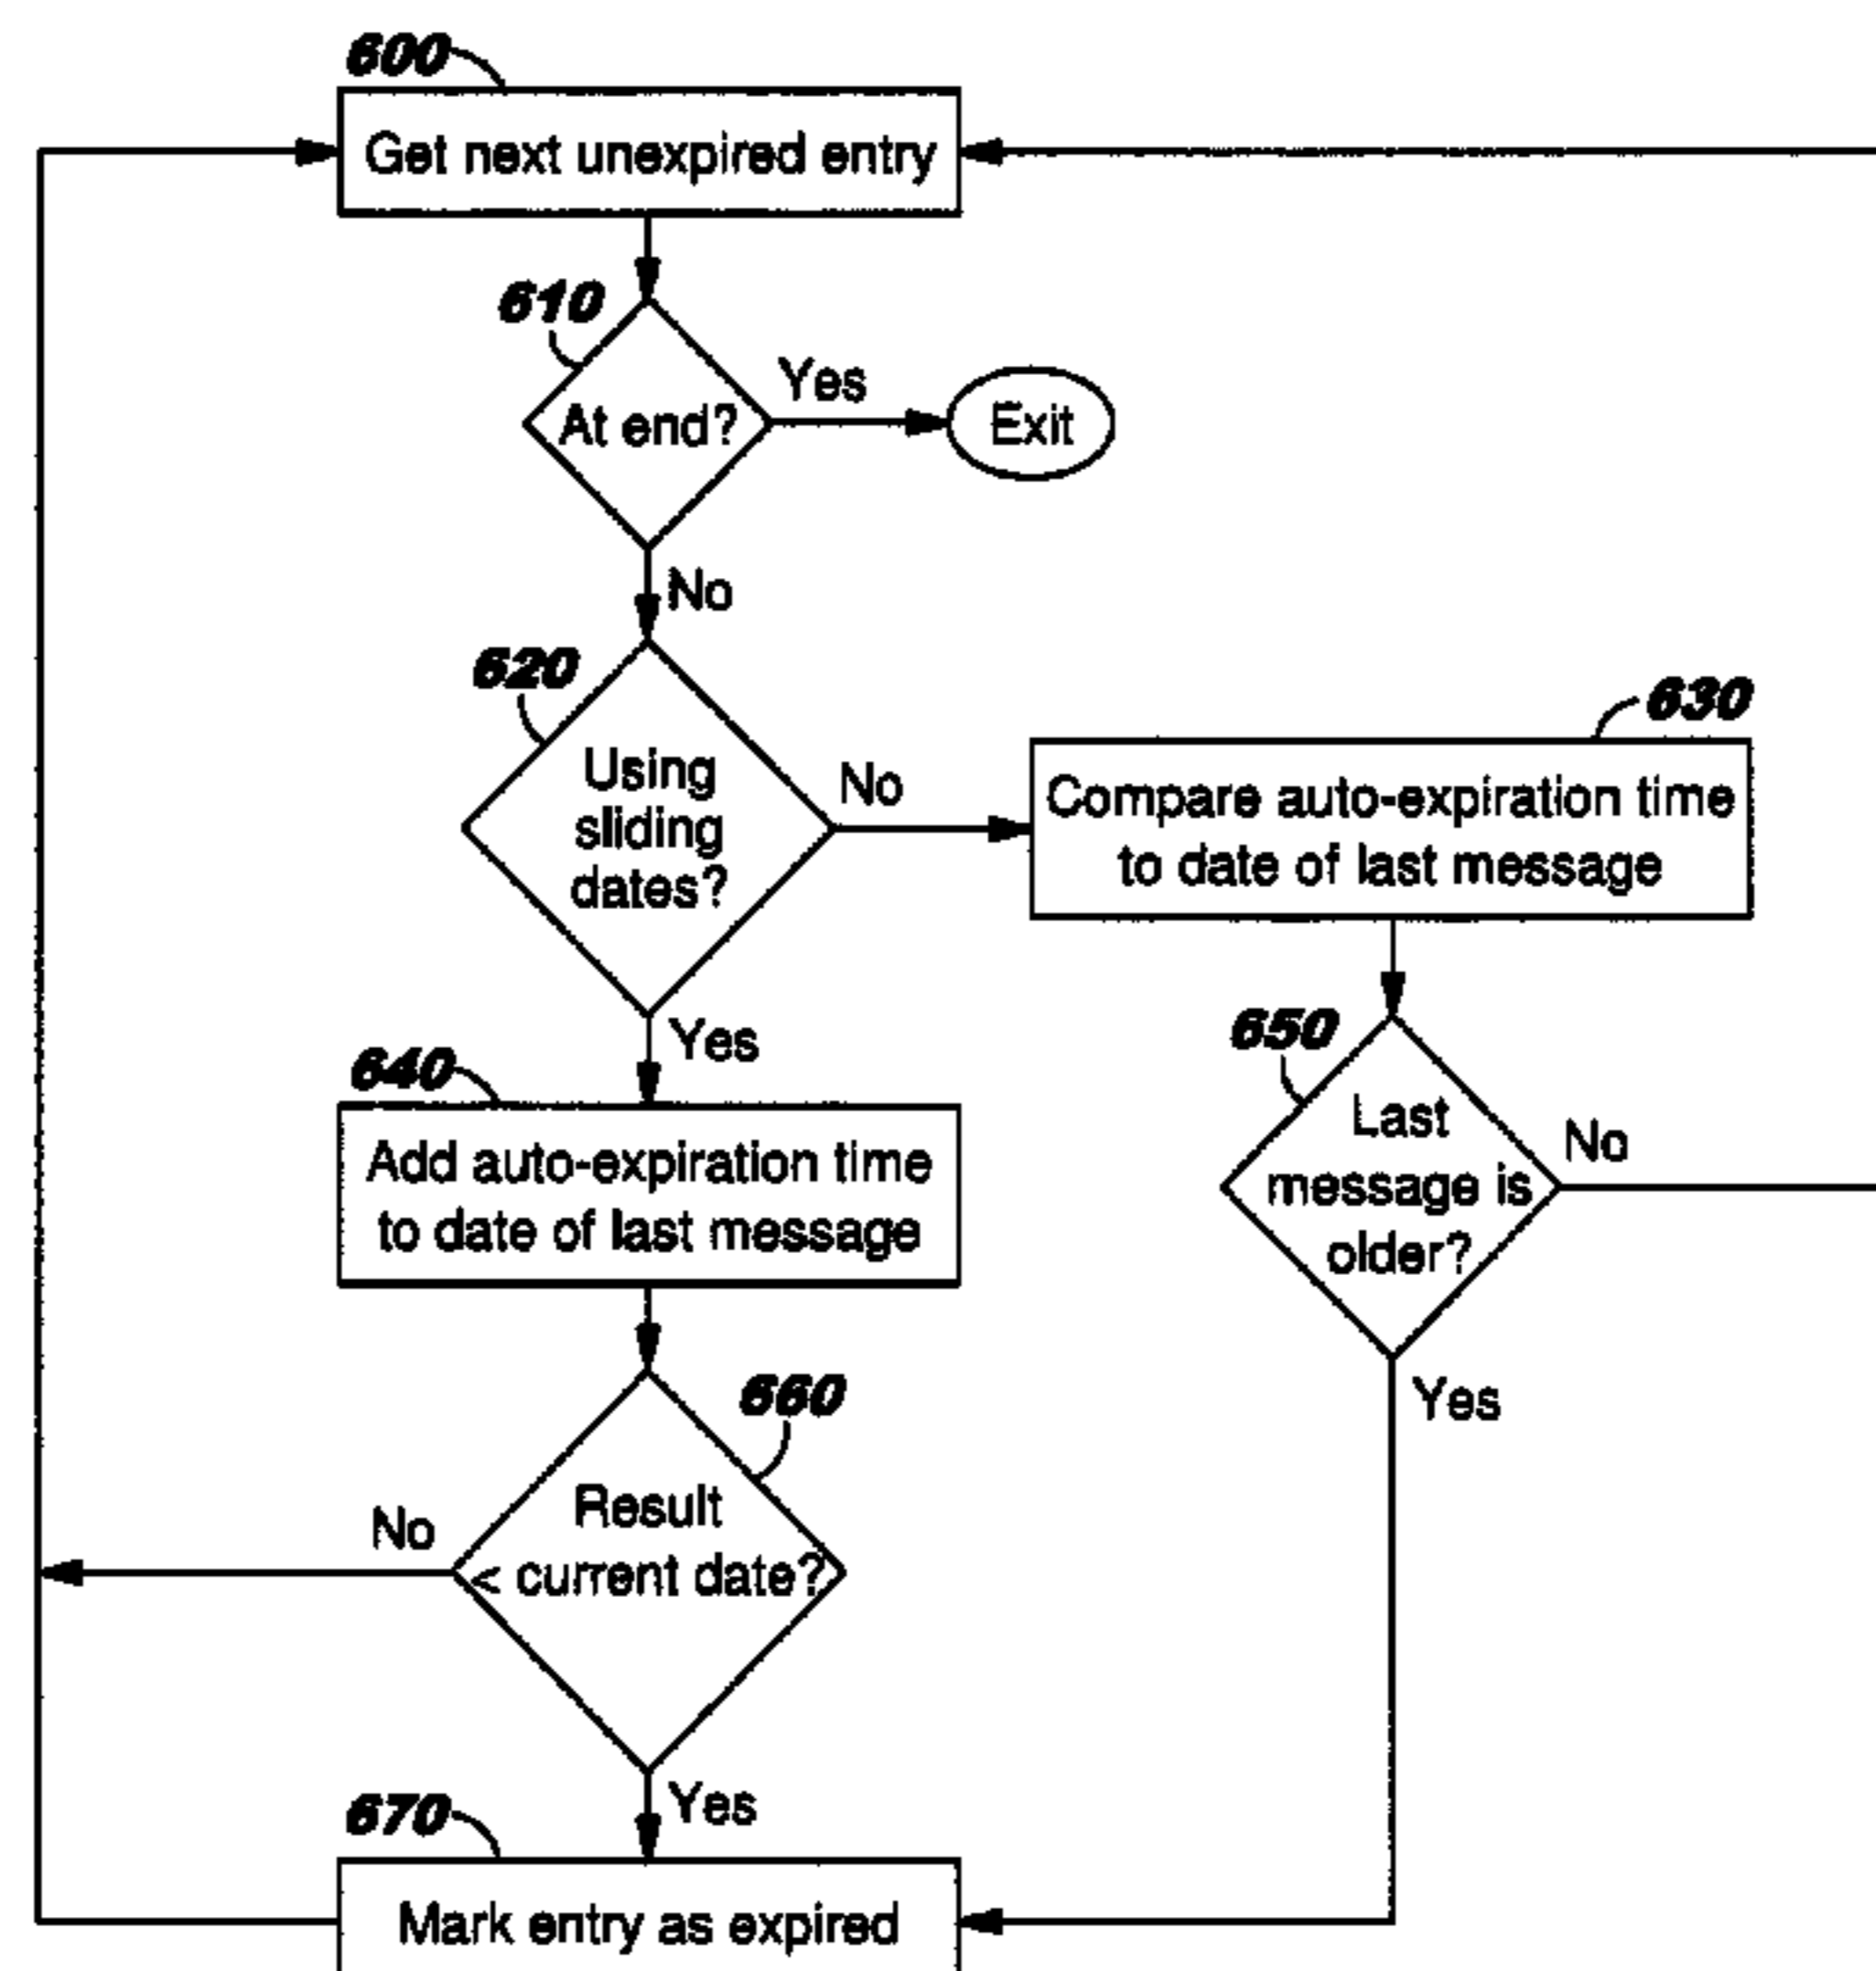 600
Get next unexpired entry
610
At end?
Yes
Exit
No
620
Using
sliding
dates?
No
630
Compare auto-expiration time
to date of last message
Yes
640
Add auto-expiration time
to date of last message
650
Last
message is
older?
No
Yes
660
Result
< current date?
No
Yes
670
Mark entry as expired